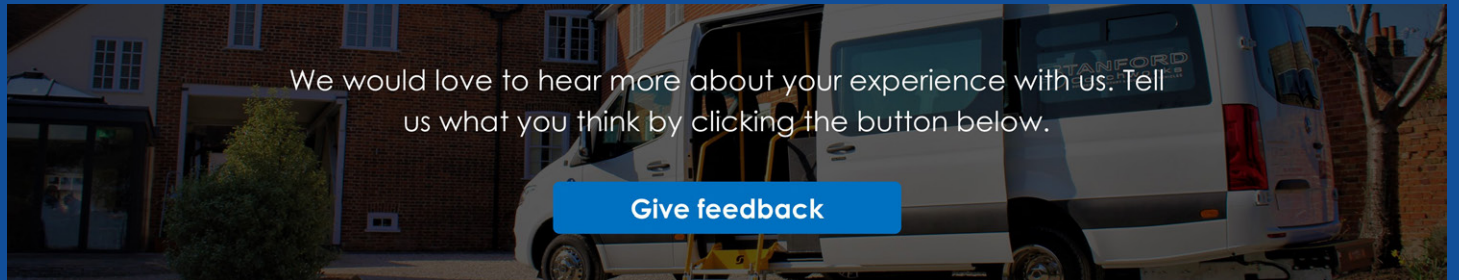 We would love to hear more about your experience with us. Tell
us what you think by clicking the button below.
STANFORD
Give feedback